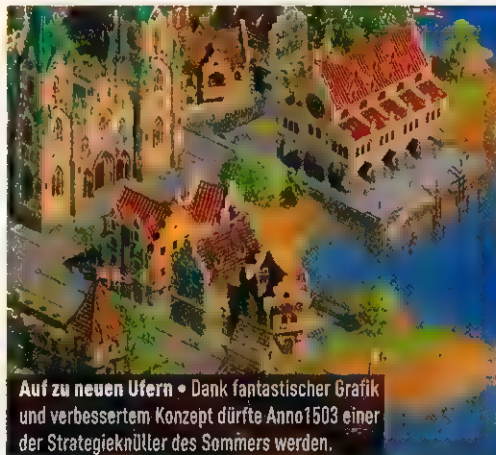 Auf zu neuen Ufern • Dank fantastischer Grafik
und verbessertem Konzept dürfte Anno1503 einer
der Strategieknüller des Sommers werden.